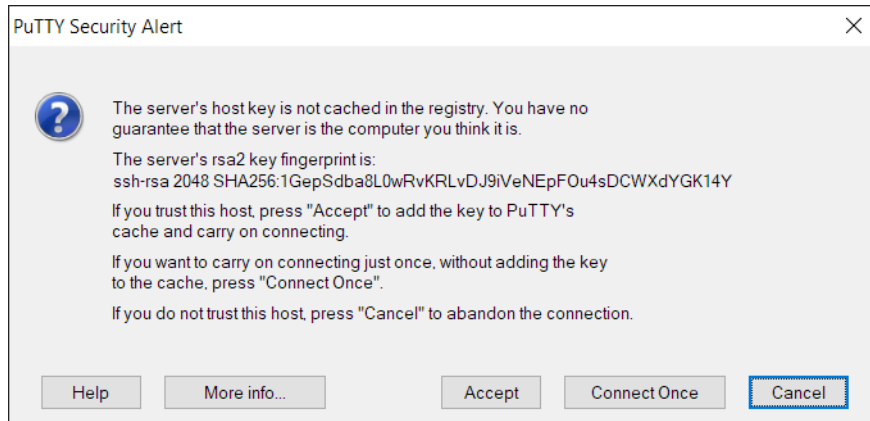 PuTTY Security Alert
The server's host key is not cached in the registry. You have no
guarantee that the server is the computer you think it is.
The server's rsa2 key fingerprint is:
ssh-rsa 2048 SHA256:1GepSdba8L0wRvKRLvDJ9iVeNEpFOu4sDCWXdYGK14Y
If you trust this host, press "Accept" to add the key to PuTTY's
cache and carry on connecting.
If you want to carry on connecting just once, without adding the key
to the cache, press "Connect Once".
If you do not trust this host, press "Cancel" to abandon the connection.
Help More info... Accept Connect Once Cancel